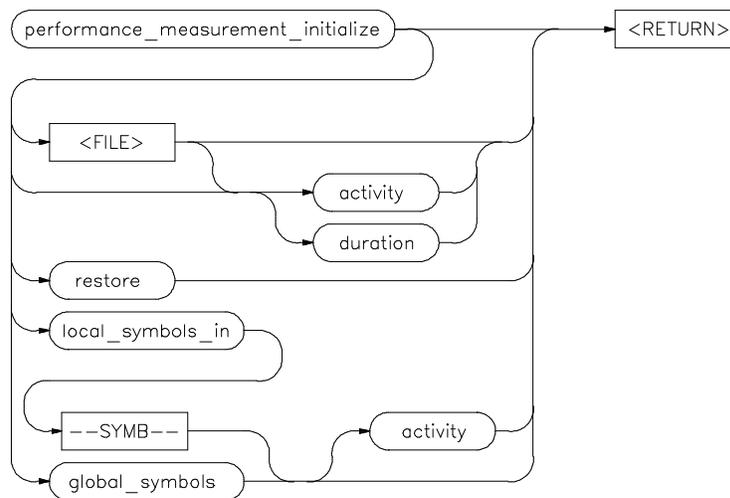 performance_measurement_initialize
<RETURN>
<FILE>
activity
duration
restore
local_symbols_in
--SYMB--
activity
global_symbols